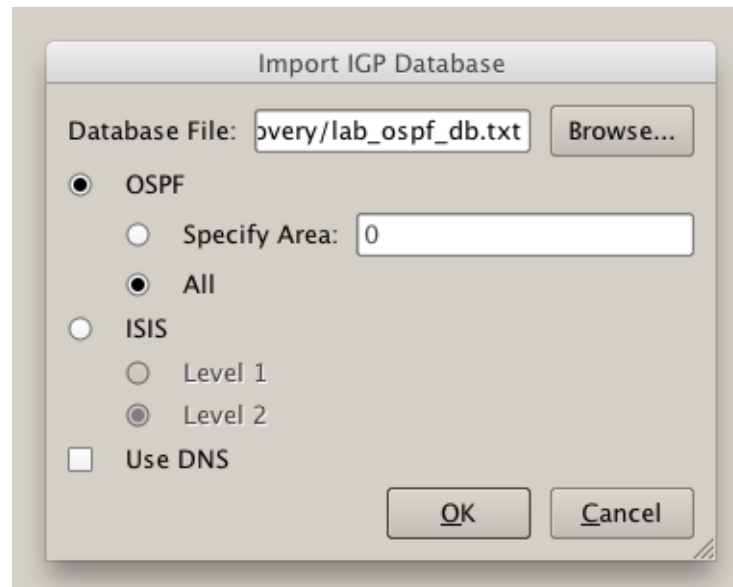 Import IGP Database
Database File: overy/lab_ospf_db.txt Browse...
OSPF
Specify Area: 0
All
ISIS
Level 1
Level 2
Use DNS
OK Cancel